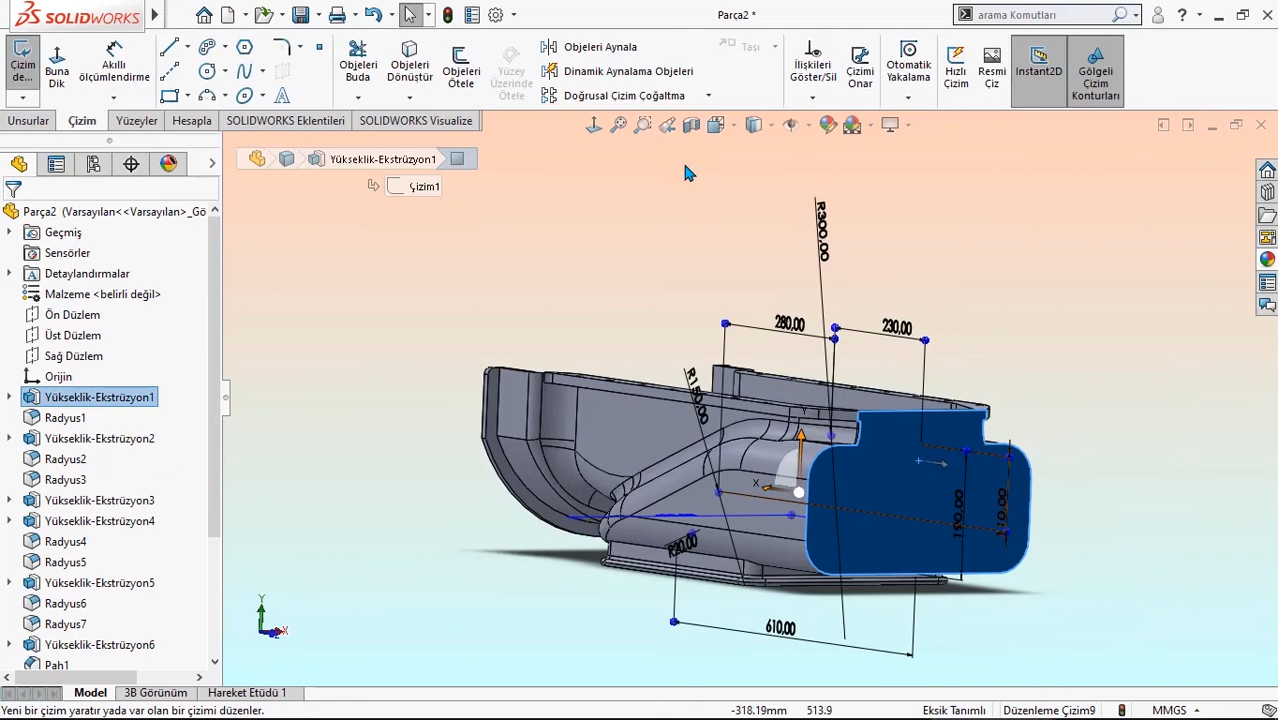 SOLIDWORKS
Parça2 *
arama Komutları
Çizim de...
Buna Dik
Akıllı ölçümlendirme
Objeleri Buda
Objeleri Dönüştür
Objeleri Ötele
Yüzey Üzerinde Ötele
Objeleri Aynala
Dinamik Aynalama Objeleri
Doğrusal Çizim Çoğaltma
Taşı
İlişkileri Göster/Sil
Çizimi Onar
Otomatik Yakalama
Hızlı Çizim
Resmi Çiz
Instant2D
Gölgeli Çizim Konturları
Unsurlar
Çizim
Yüzeyler
Hesapla
SOLIDWORKS Eklentileri
SOLIDWORKS Visualize
Yükseklik-Ekstrüzyon1
Çizim1
Parça2 (Varsayılan<<Varsayılan>_Gö
Geçmiş
Sensörler
Detaylandırmalar
Malzeme <belirli değil>
Ön Düzlem
Üst Düzlem
Sağ Düzlem
Orijin
Yükseklik-Ekstrüzyon1
Radyus1
Yükseklik-Ekstrüzyon2
Radyus2
Radyus3
Yükseklik-Ekstrüzyon3
Yükseklik-Ekstrüzyon4
Radyus4
Radyus5
Yükseklik-Ekstrüzyon5
Radyus6
Radyus7
Yükseklik-Ekstrüzyon6
Pah1
R300,00
280,00
230,00
R150,00
Y
X
190,00
110,00
R20,00
610,00
Y
X
Model
3B Görünüm
Hareket Etüdü 1
Yeni bir çizim yaratır yada var olan bir çizimi düzenler.
-318.19mm
513.9
Eksik Tanımlı
Düzenleme Çizim9
MMGS